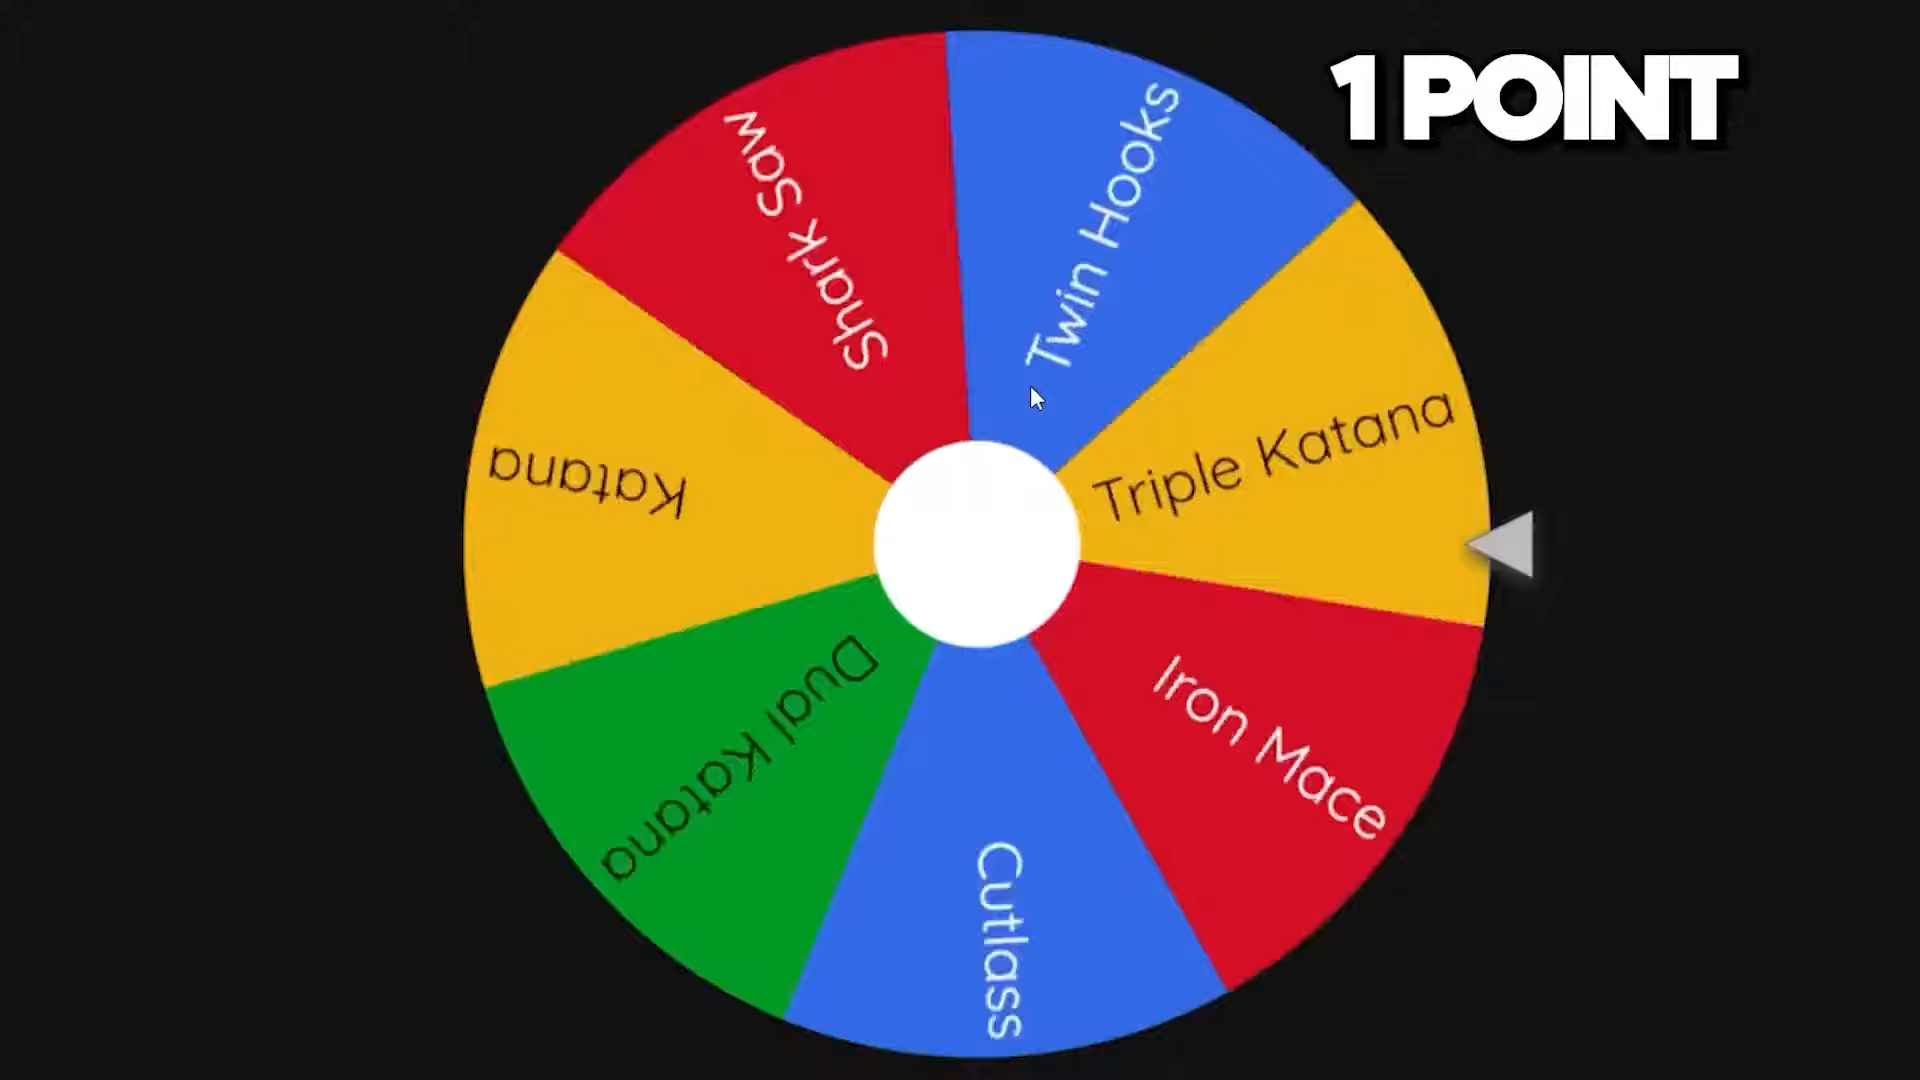 1 POINT
Twin Hooks
Triple Katana
Iron Mace
Cutlass
Dual Katana
Katana
Shark Saw